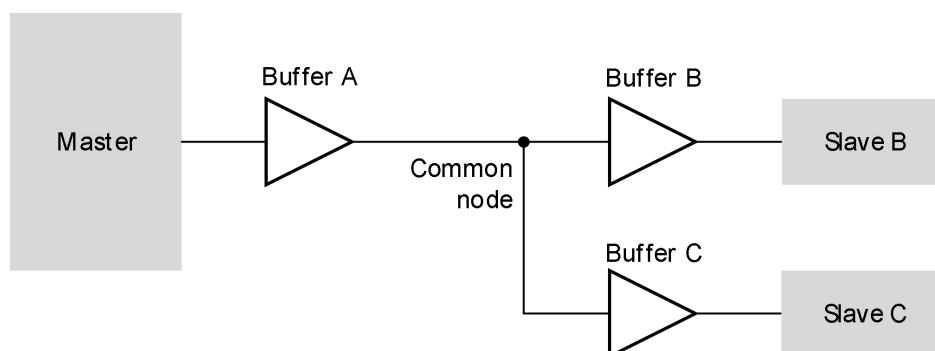 Buffer A
Buffer B
Master
Slave B
Common
node
Buffer C
Slave C